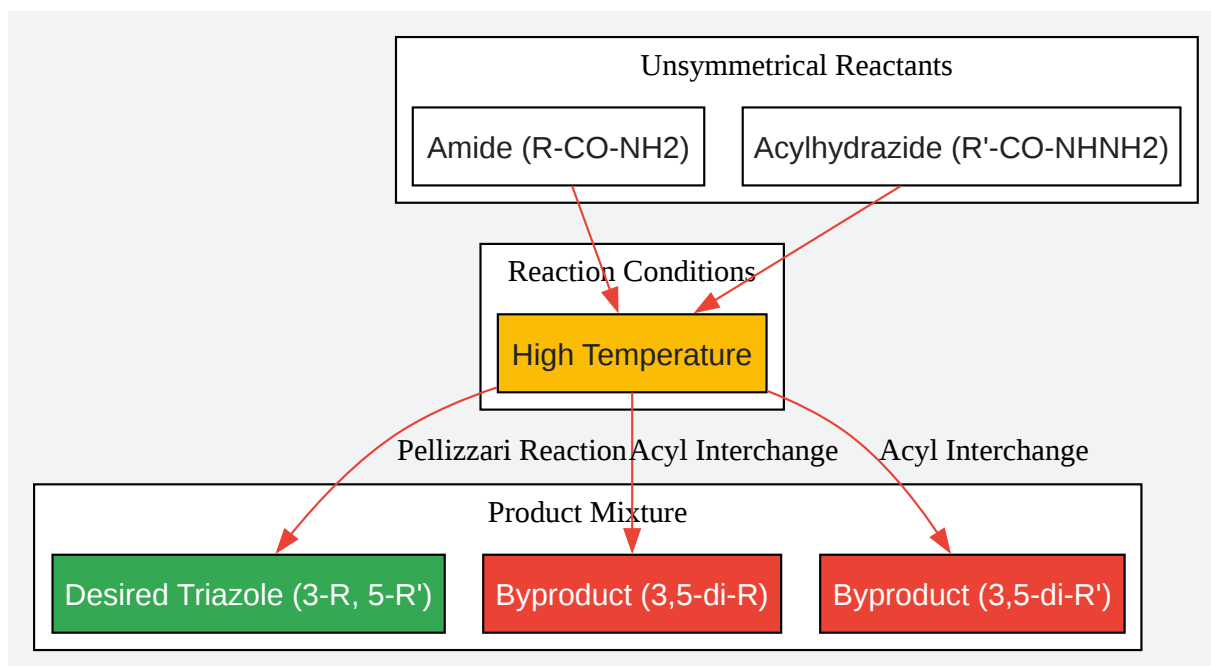 Unsymmetrical Reactants
Amide (R-CO-NH2)
Acylhydrazide (R'-CO-NHNH2)
Reaction Conditions
High Temperature
Pellizzari Reaction
Acyl Interchange
Acyl Interchange
Product Mixture
Desired Triazole (3-R, 5-R')
Byproduct (3,5-di-R)
Byproduct (3,5-di-R')